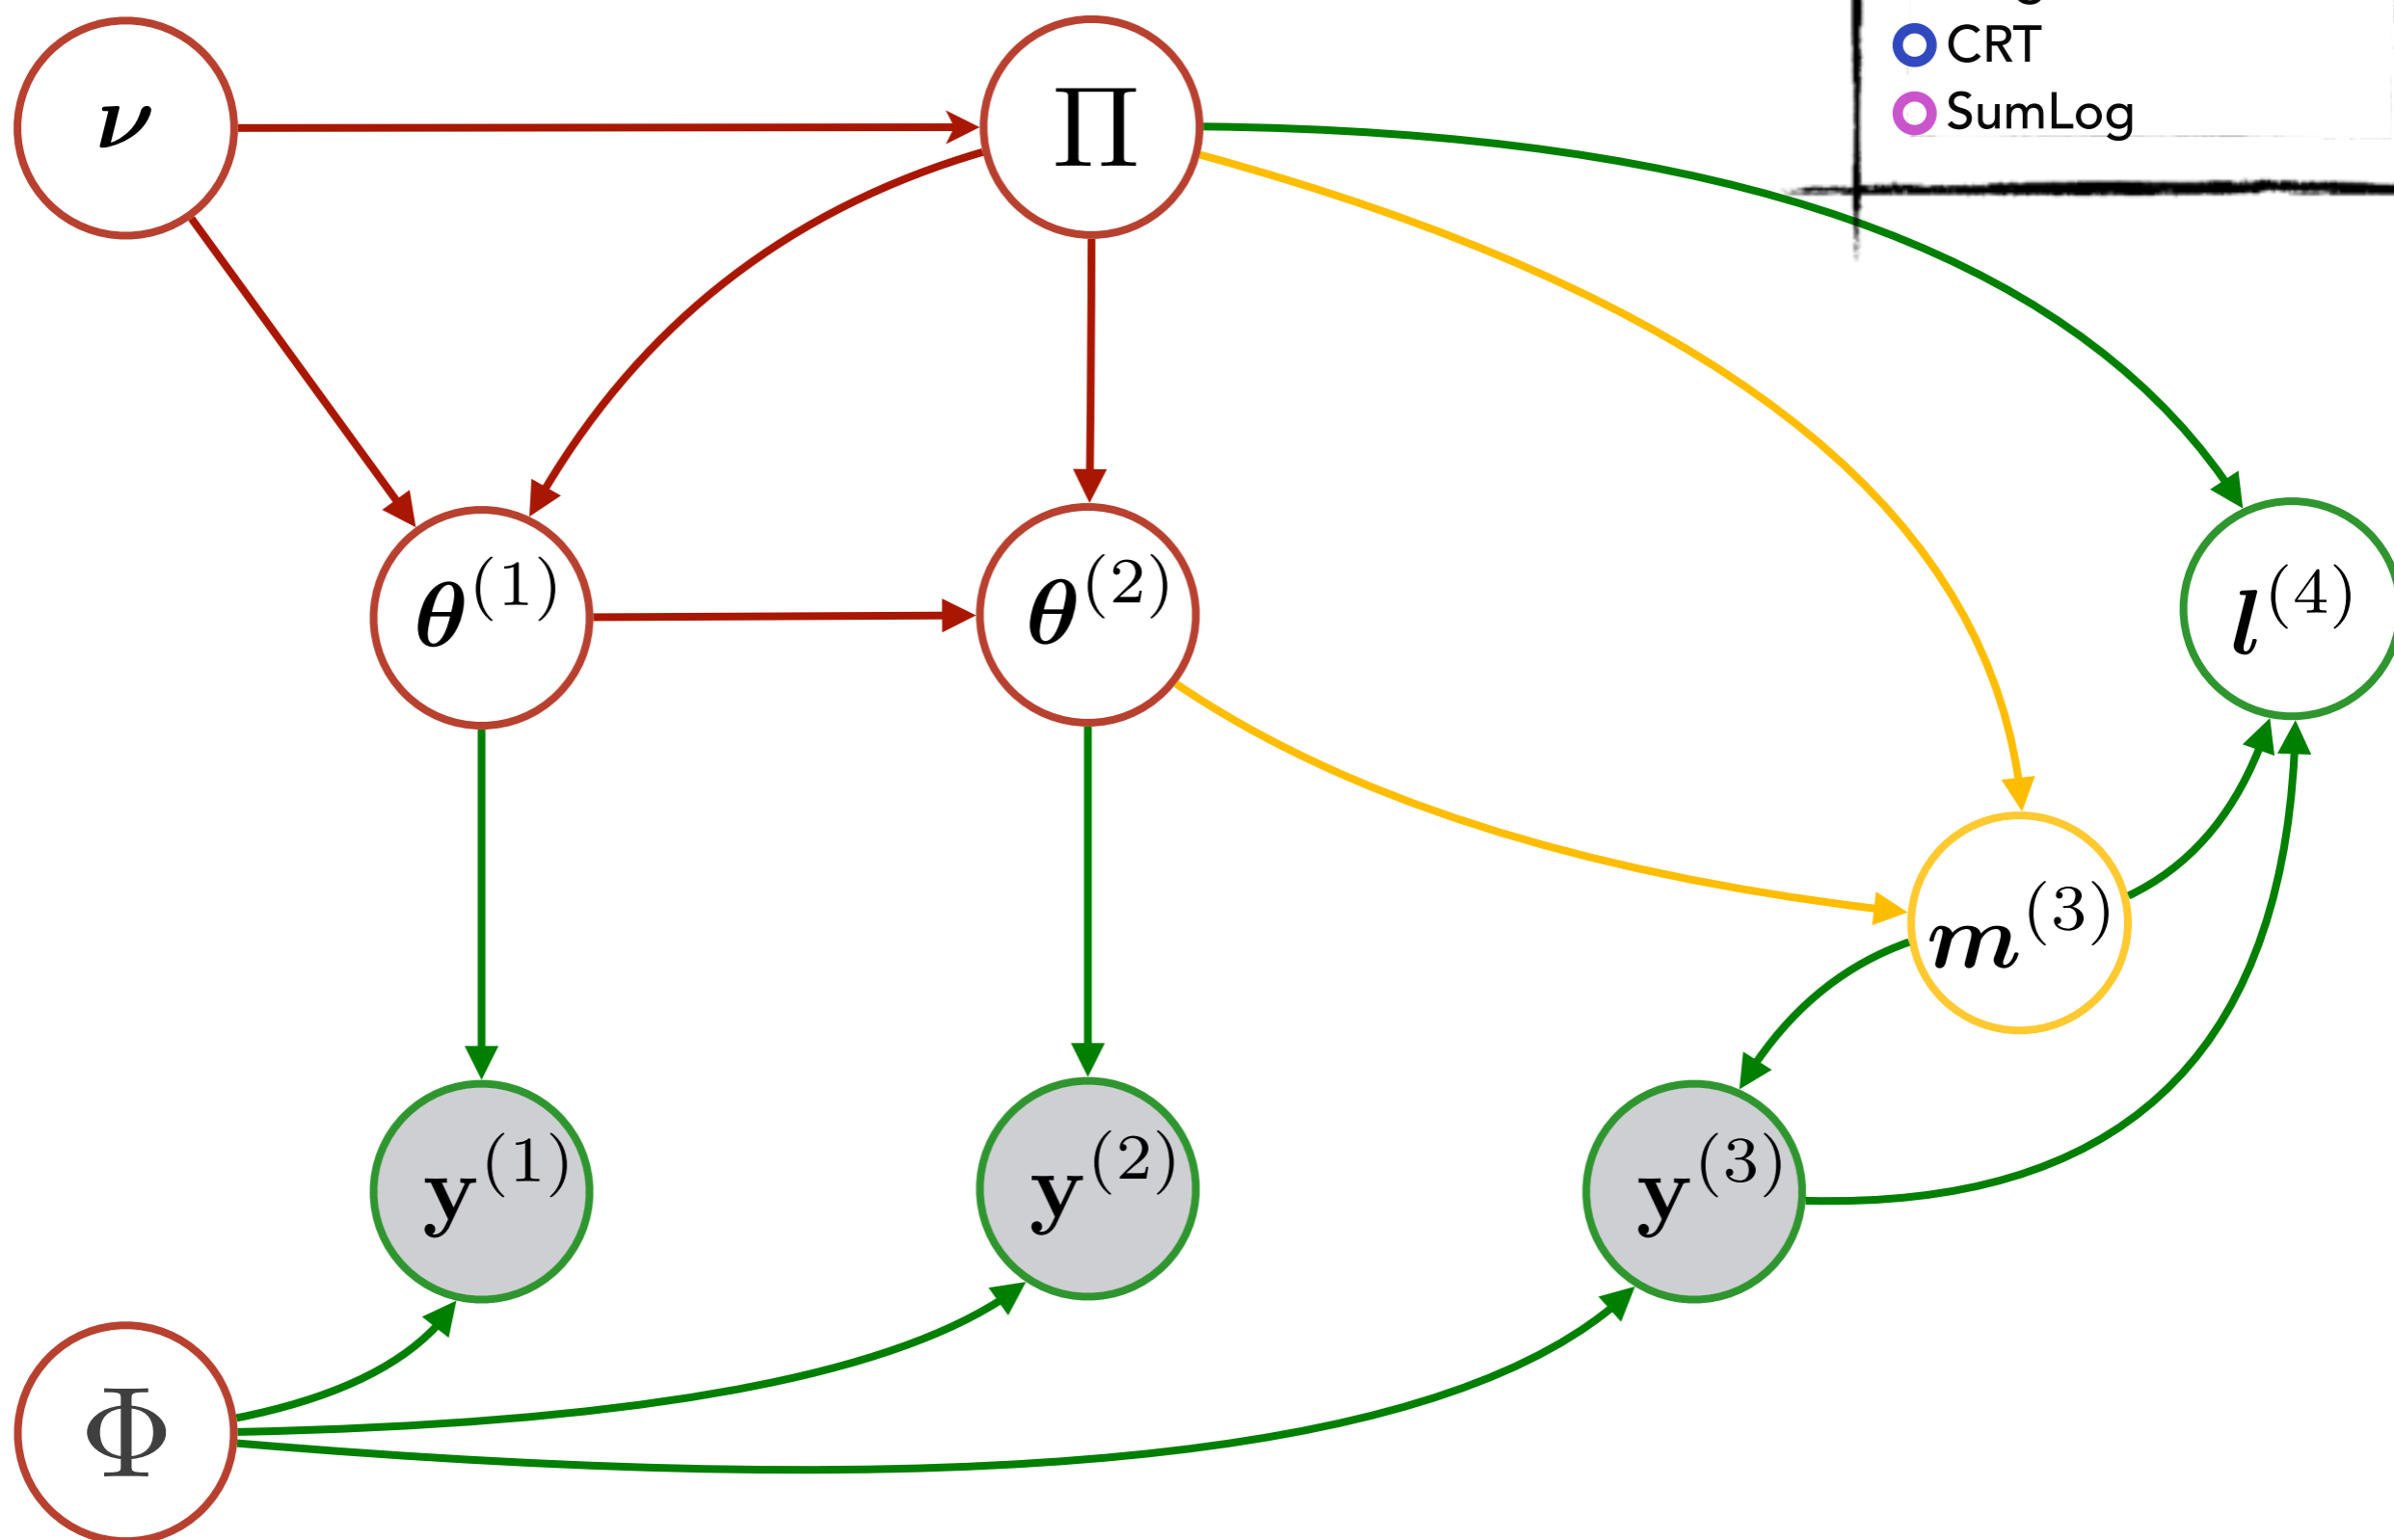 ν
Π
CRT
SumLog
θ^(1)
θ^(2)
l^(4)
m^(3)
y^(1)
y^(2)
y^(3)
Φ